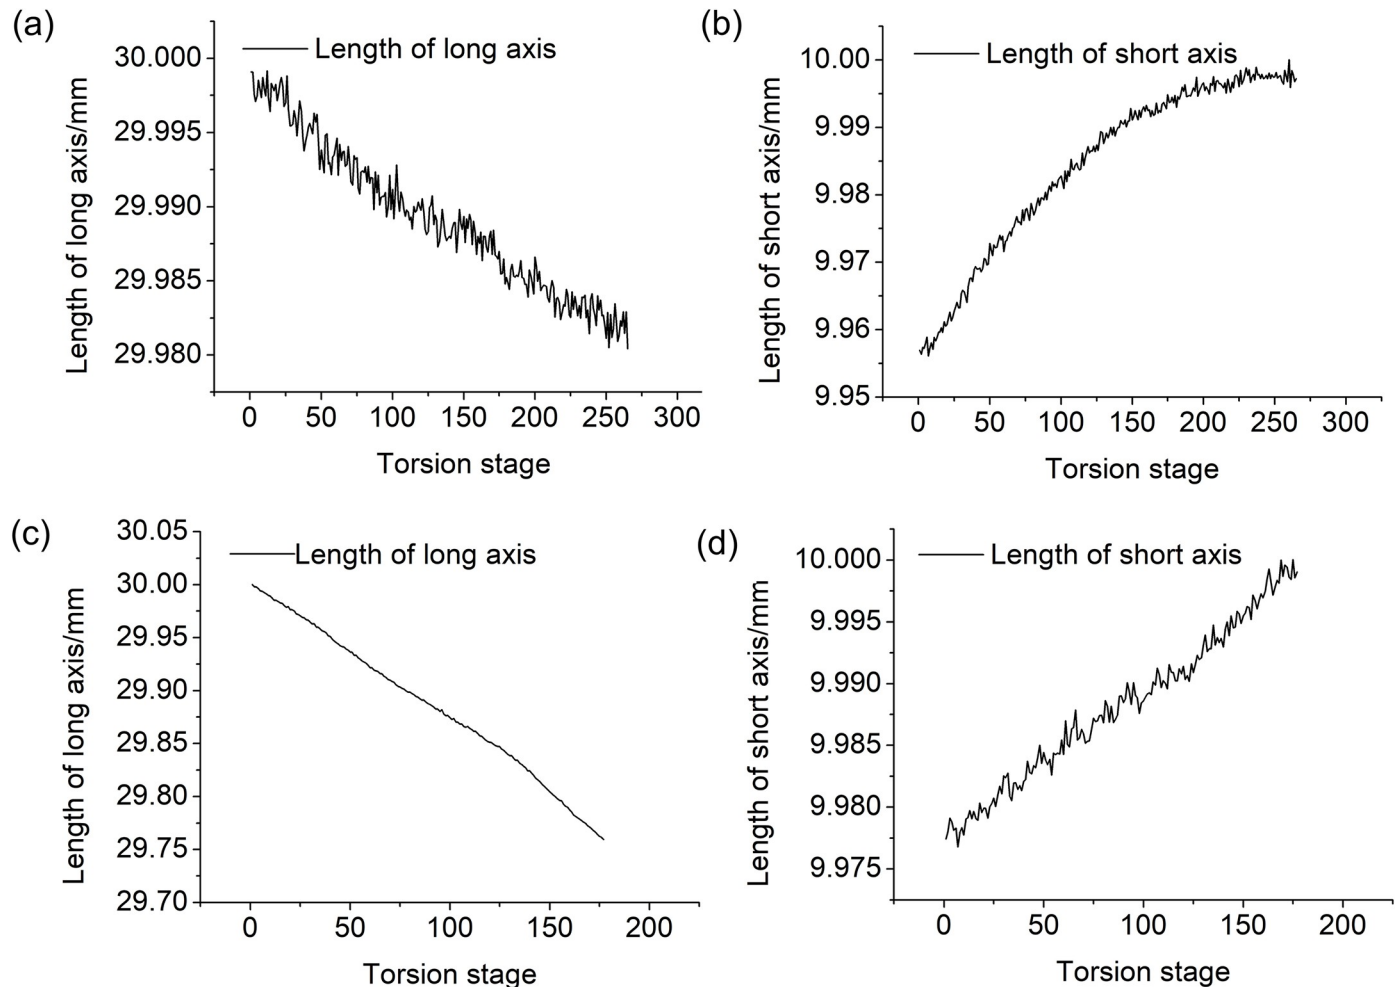 (a)
Length of long axis
Length of long axis/mm
30.000
29.995
29.990
29.985
29.980
0 50 100 150 200 250 300
Torsion stage
(b)
Length of short axis
Length of short axis/mm
10.00
9.99
9.98
9.97
9.96
9.95
0 50 100 150 200 250 300
Torsion stage
(c)
Length of long axis
Length of long axis/mm
30.05
30.00
29.95
29.90
29.85
29.80
29.75
29.70
0 50 100 150 200
Torsion stage
(d)
Length of short axis
Length of short axis/mm
10.000
9.995
9.990
9.985
9.980
9.975
0 50 100 150 200
Torsion stage